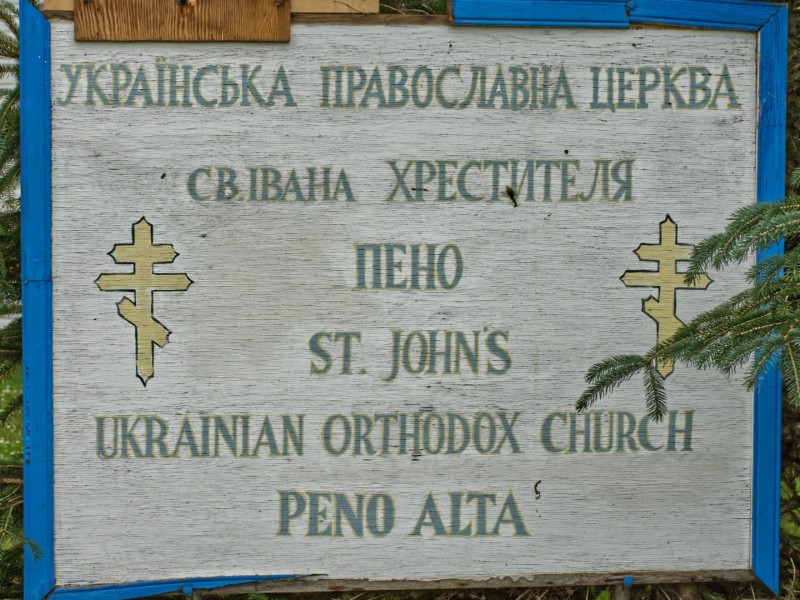 УКРАЇНСЬКА ПРАВОСЛАВНА ЦЕРКВА
СВ.ІВАНА ХРЕСТИТЕЛЯ
ПЕНО
ST. JOHN'S
UKRAINIAN ORTHODOX CHURCH
PENO ALTA